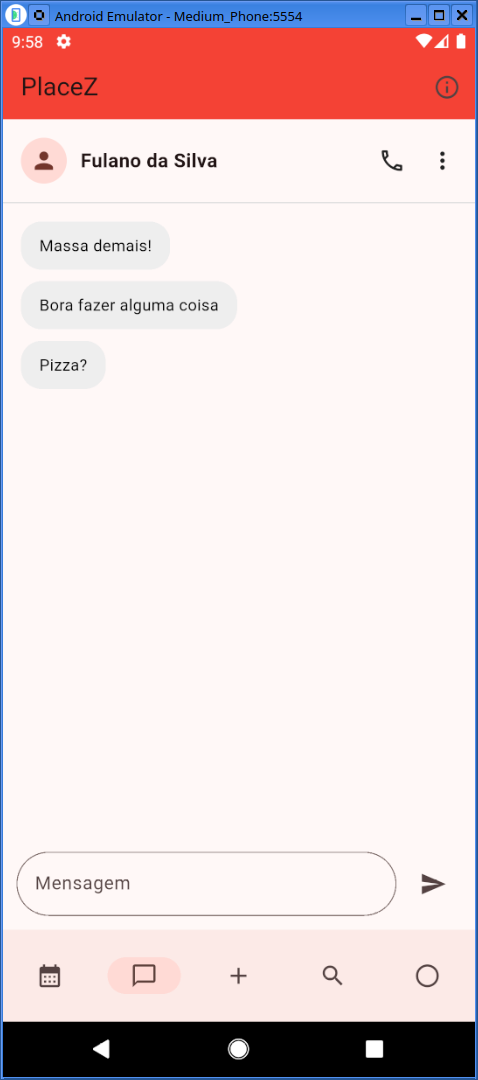 Android Emulator - Medium_Phone:5554
9:58
PlaceZ
Fulano da Silva
Massa demais!
Bora fazer alguma coisa
Pizza?
Mensagem